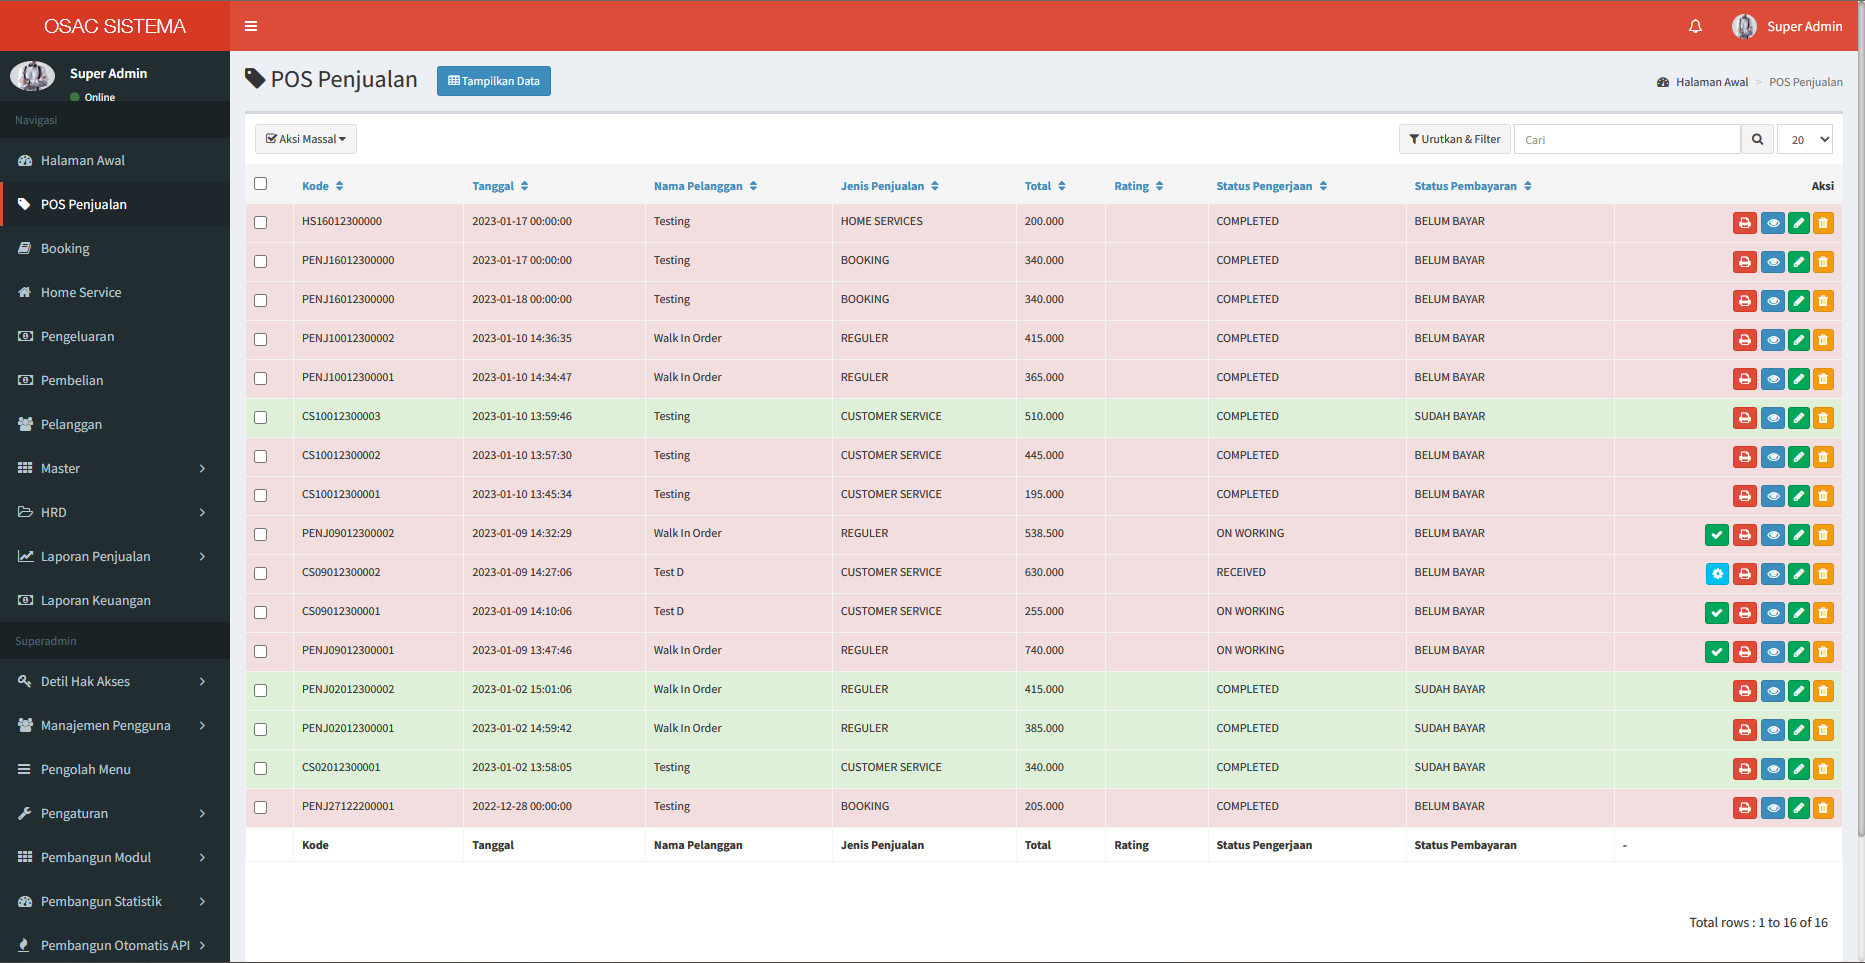 OSAC SISTEMA
Super Admin
Super Admin
Online
Navigasi
Halaman Awal
POS Penjualan
Booking
Home Service
Pengeluaran
Pembelian
Pelanggan
Master
HRD
Laporan Penjualan
Laporan Keuangan
Superadmin
Detil Hak Akses
Manajemen Pengguna
Pengolah Menu
Pengaturan
Pembangun Modul
Pembangun Statistik
Pembangun Otomatis API
POS Penjualan Tampilkan Data
Halaman Awal > POS Penjualan
Aksi Massal Urutkan & Filter Cari 20
Kode Tanggal Nama Pelanggan Jenis Penjualan Total Rating Status Pengerjaan Status Pembayaran Aksi
HS16012300000 2023-01-17 00:00:00 Testing HOME SERVICES 200.000 COMPLETED BELUM BAYAR
PENJ16012300000 2023-01-17 00:00:00 Testing BOOKING 340.000 COMPLETED BELUM BAYAR
PENJ16012300000 2023-01-18 00:00:00 Testing BOOKING 340.000 COMPLETED BELUM BAYAR
PENJ10012300002 2023-01-10 14:36:35 Walk In Order REGULER 415.000 COMPLETED BELUM BAYAR
PENJ10012300001 2023-01-10 14:34:47 Walk In Order REGULER 365.000 COMPLETED BELUM BAYAR
CS10012300003 2023-01-10 13:59:46 Testing CUSTOMER SERVICE 510.000 COMPLETED SUDAH BAYAR
CS10012300002 2023-01-10 13:57:30 Testing CUSTOMER SERVICE 445.000 COMPLETED BELUM BAYAR
CS10012300001 2023-01-10 13:45:34 Testing CUSTOMER SERVICE 195.000 COMPLETED BELUM BAYAR
PENJ09012300002 2023-01-09 14:32:29 Walk In Order REGULER 538.500 ON WORKING BELUM BAYAR
CS09012300002 2023-01-09 14:27:06 Test D CUSTOMER SERVICE 630.000 RECEIVED BELUM BAYAR
CS09012300001 2023-01-09 14:10:06 Test D CUSTOMER SERVICE 255.000 ON WORKING BELUM BAYAR
PENJ09012300001 2023-01-09 13:47:46 Walk In Order REGULER 740.000 ON WORKING BELUM BAYAR
PENJ02012300002 2023-01-02 15:01:06 Walk In Order REGULER 415.000 COMPLETED SUDAH BAYAR
PENJ02012300001 2023-01-02 14:59:42 Walk In Order REGULER 385.000 COMPLETED SUDAH BAYAR
CS02012300001 2023-01-02 13:58:05 Testing CUSTOMER SERVICE 340.000 COMPLETED SUDAH BAYAR
PENJ27122200001 2022-12-28 00:00:00 Testing BOOKING 205.000 COMPLETED BELUM BAYAR
Kode Tanggal Nama Pelanggan Jenis Penjualan Total Rating Status Pengerjaan Status Pembayaran -
Total rows : 1 to 16 of 16